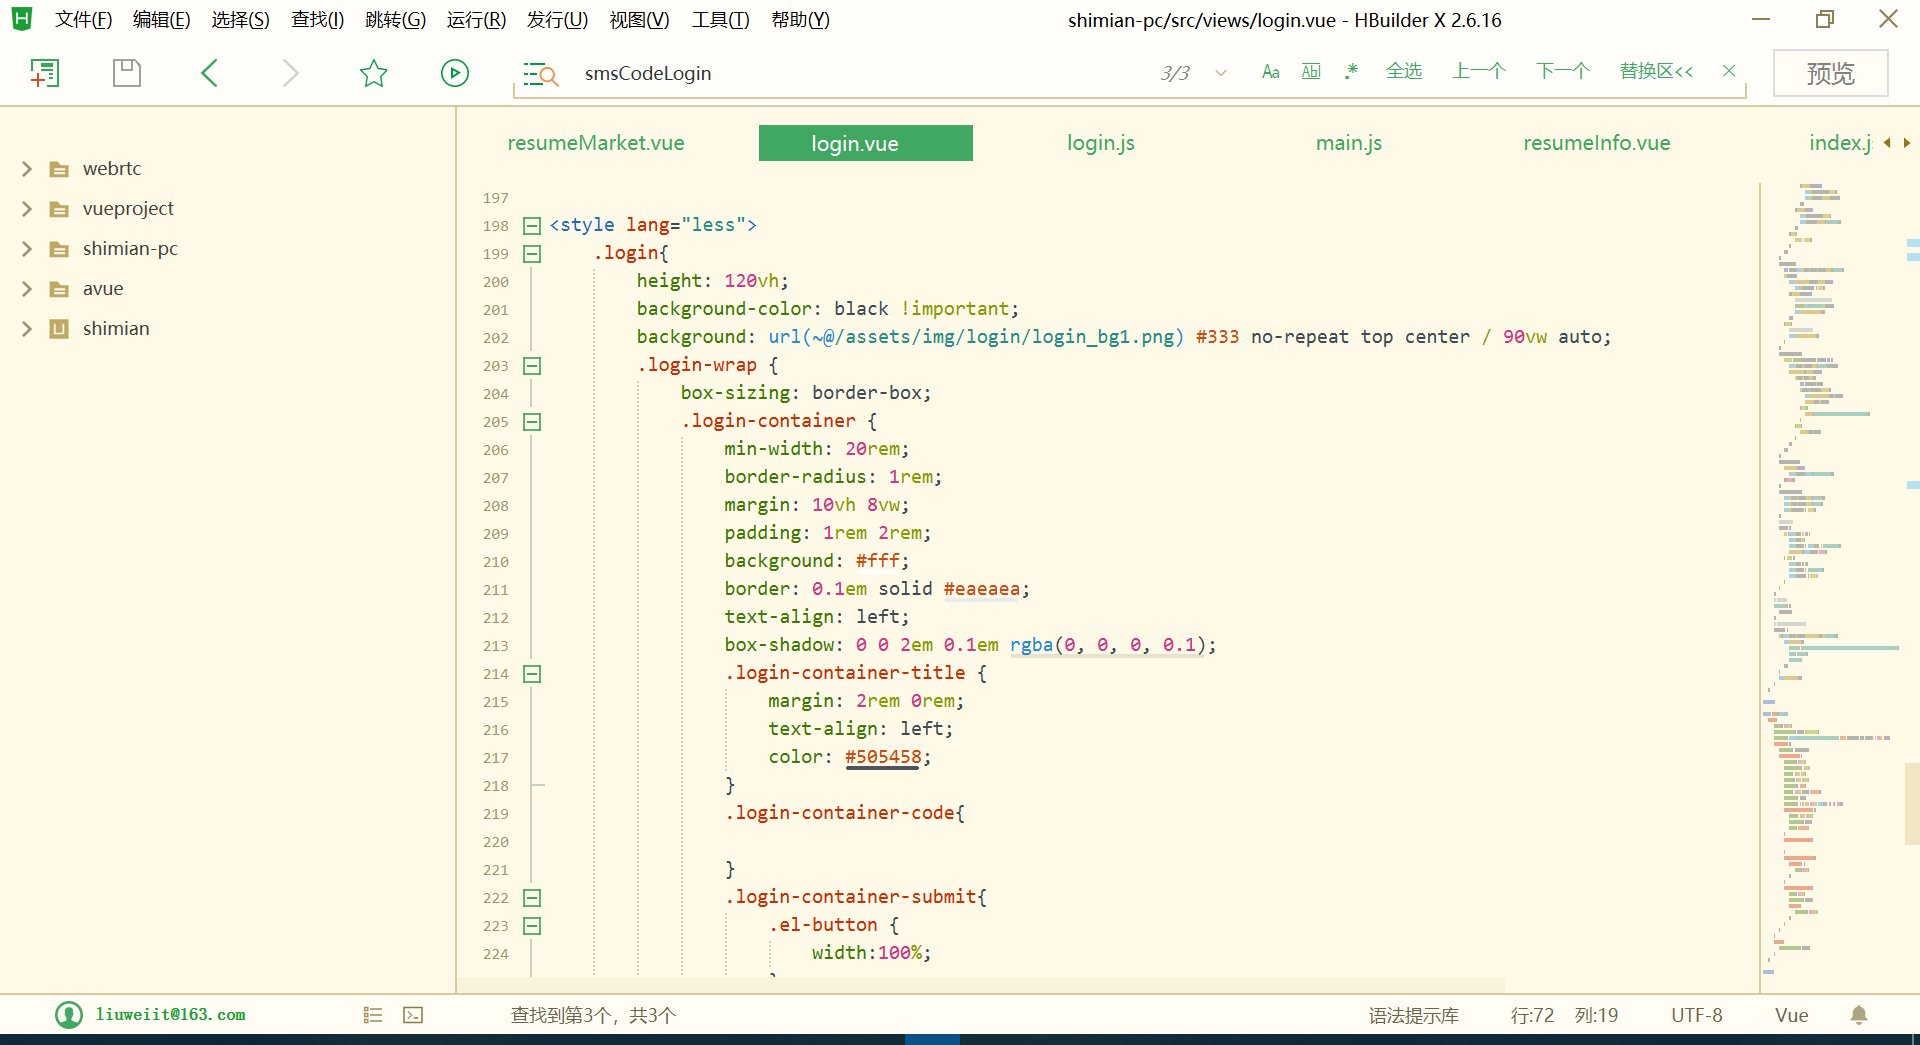 文件(F) 编辑(E) 选择(S) 查找(I) 跳转(G) 运行(R) 发行(U) 视图(V) 工具(T) 帮助(Y) shimian-pc/src/views/login.vue - HBuilder X 2.6.16
smsCodeLogin 3/3 Aa Ab .* 全选 上一个 下一个 替换区<< 预览
webrtc
vueproject
shimian-pc
avue
shimian
resumeMarket.vue login.vue login.js main.js resumeInfo.vue index.j
197
198 <style lang="less">
199 .login{
200 height: 120vh;
201 background-color: black !important;
202 background: url(~@/assets/img/login/login_bg1.png) #333 no-repeat top center / 90vw auto;
203 .login-wrap {
204 box-sizing: border-box;
205 .login-container {
206 min-width: 20rem;
207 border-radius: 1rem;
208 margin: 10vh 8vw;
209 padding: 1rem 2rem;
210 background: #fff;
211 border: 0.1em solid #eaeaea;
212 text-align: left;
213 box-shadow: 0 0 2em 0.1em rgba(0, 0, 0, 0.1);
214 .login-container-title {
215 margin: 2rem 0rem;
216 text-align: left;
217 color: #505458;
218 }
219 .login-container-code{
220
221 }
222 .login-container-submit{
223 .el-button {
224 width:100%;
liuweiit@163.com 查找到第3个，共3个 语法提示库 行:72 列:19 UTF-8 Vue